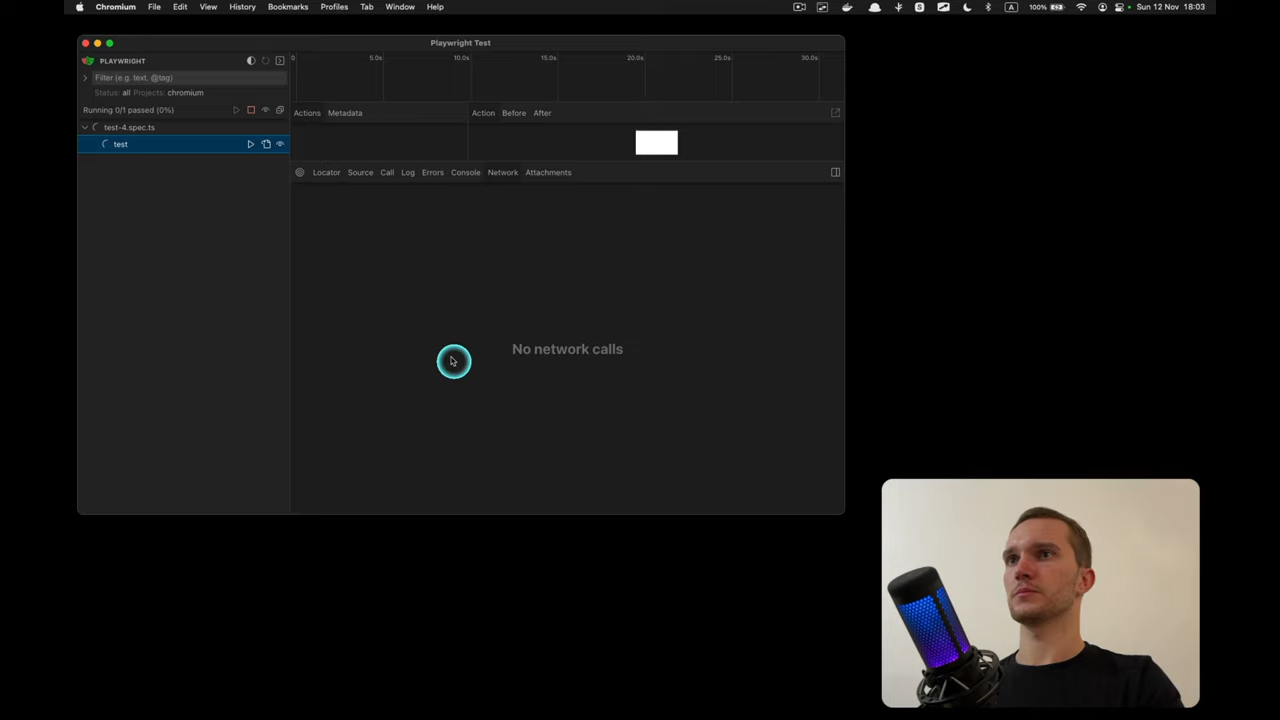 Chromium File Edit View History Bookmarks Profiles Tab Window Help A 100% Sun 12 Nov 18:03
Playwright Test
PLAYWRIGHT
Filter (e.g. text, @tag)
Status: all Projects: chromium
Running 0/1 passed (0%)
test-4.spec.ts
test
0 5.0s 10.0s 15.0s 20.0s 25.0s 30.0s
Actions Metadata
Action Before After
Locator Source Call Log Errors Console Network Attachments
No network calls